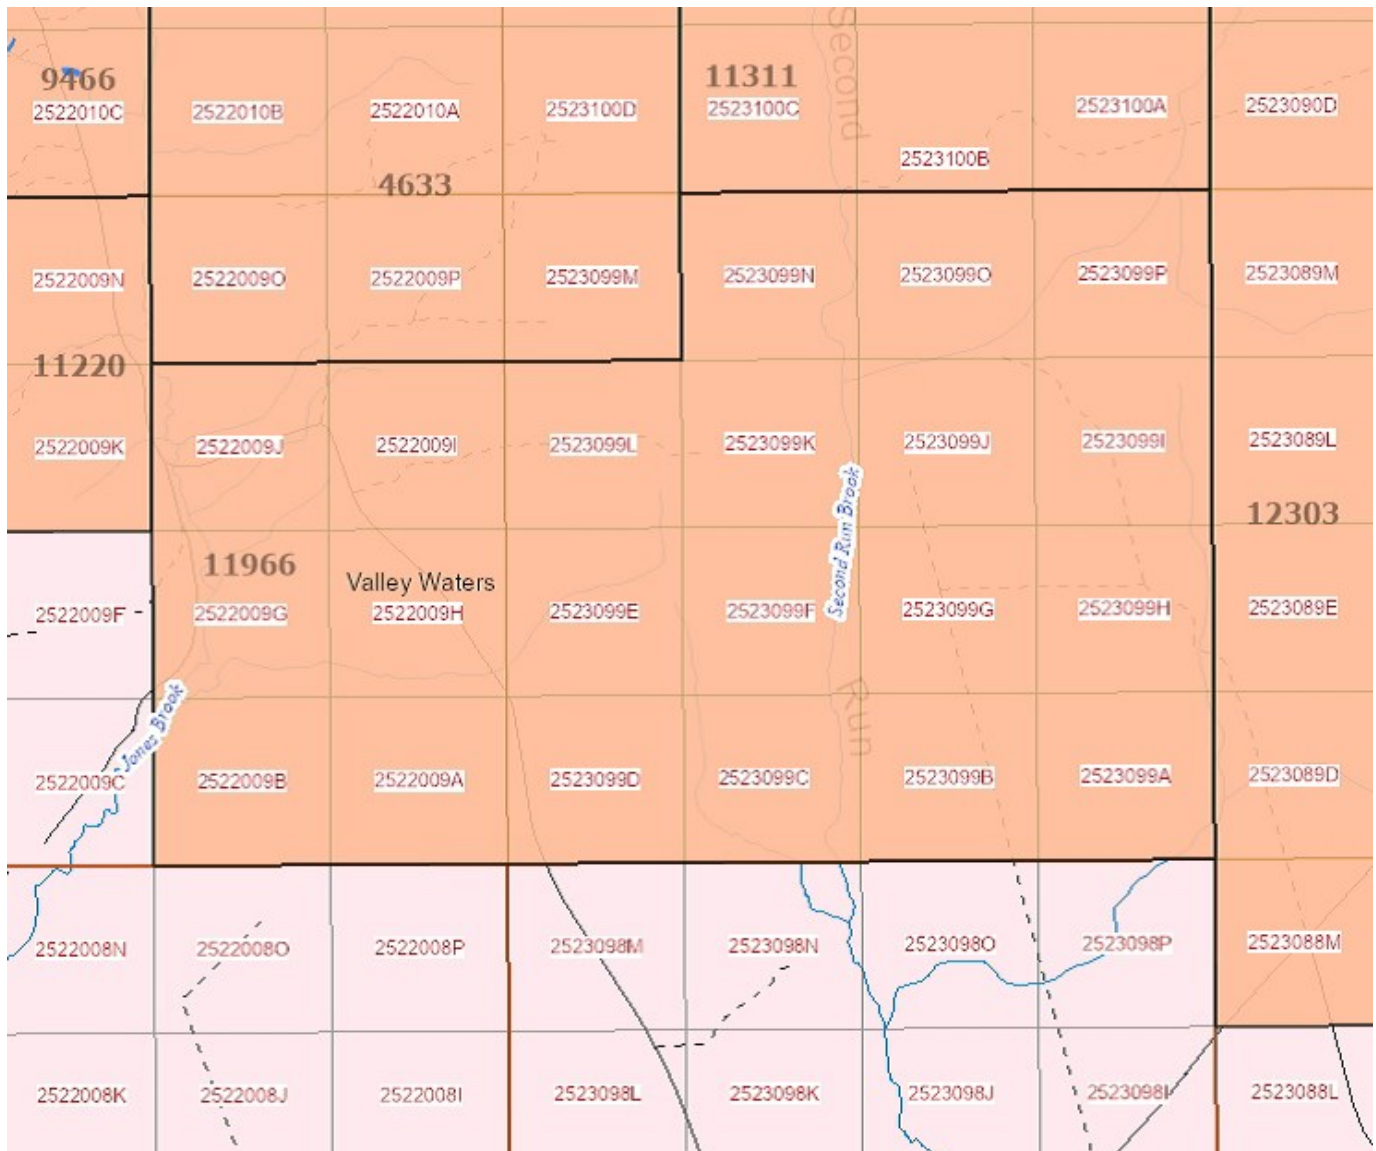 Second
9466
11311
2522010C
2522010B
2522010A
2523100D
2523100C
2523100A
2523090D
2523100B
4633
2522009N
2522009O
2522009P
2523099M
2523099N
2523099O
2523099P
2523089M
11220
2522009K
2522009J
2522009I
2523099L
2523099K
2523099J
2523099I
2523089L
12303
Second Run Brook
11966
Valley Waters
2522009F
2522009G
2522009H
2523099E
2523099F
2523099G
2523099H
2523089E
Run
Jones Brook
2522009C
2522009B
2522009A
2523099D
2523099C
2523099B
2523099A
2523089D
2522008N
2522008O
2522008P
2523098M
2523098N
2523098O
2523098P
2523088M
2522008K
2522008J
2522008I
2523098L
2523098K
2523098J
2523098I
2523088L